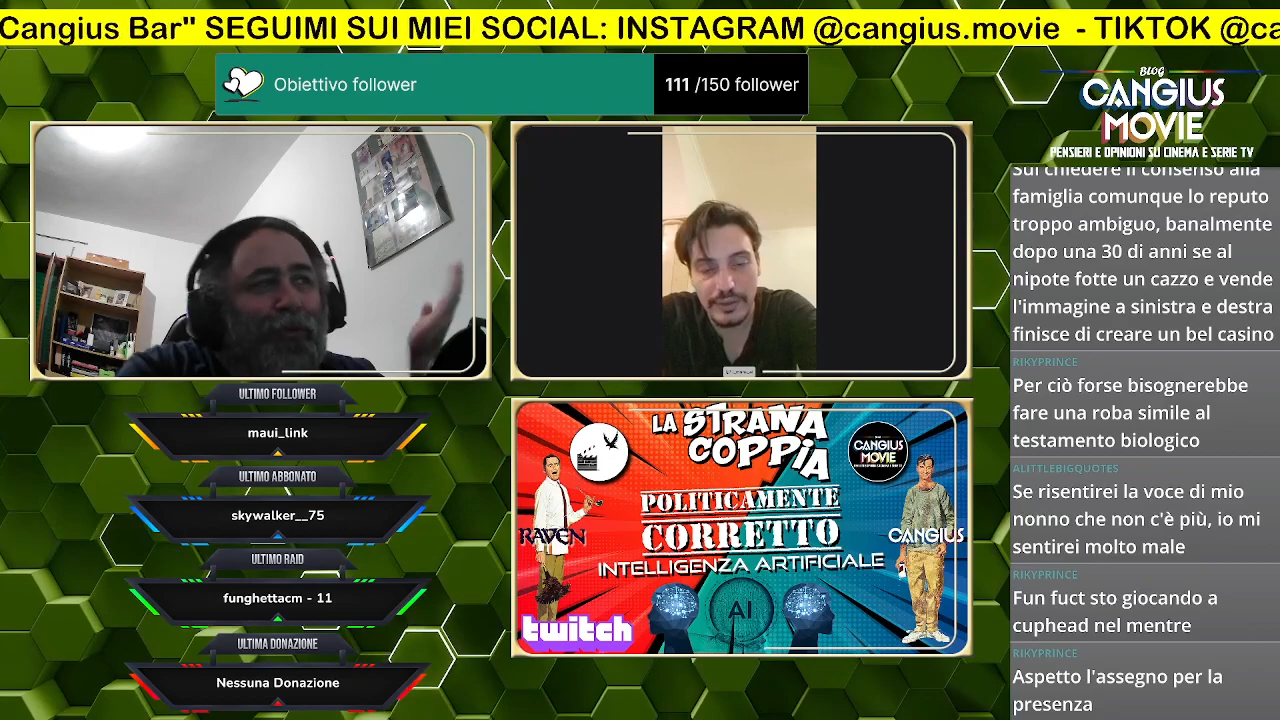 Cangius Bar" SEGUIMI SUI MIEI SOCIAL: INSTAGRAM @cangius.movie - TIKTOK @ca
Obiettivo follower
111 /150 follower
BLOG
CANGIUS
MOVIE
PENSIERI E OPINIONI SU CINEMA E SERIE TV
ULTIMO FOLLOWER
maui_link
ULTIMO ABBONATO
skywalker__75
ULTIMO RAID
funghettacm - 11
ULTIMA DONAZIONE
Nessuna Donazione
LA STRANA
COPPIA
POLITICAMENTE
CORRETTO
INTELLIGENZA ARTIFICIALE
RAVEN
CANGIUS
MOVIE
CANGIUS
AI
twitch
Sul chiedere il consenso alla
famiglia comunque lo reputo
troppo ambiguo, banalmente
dopo una 30 di anni se al
nipote fotte un cazzo e vende
l'immagine a sinistra e destra
finisce di creare un bel casino
RIKYPRINCE
Per ciò forse bisognerebbe
fare una roba simile al
testamento biologico
ALITTLEBIGQUOTES
Se risentirei la voce di mio
nonno che non c'è più, io mi
sentirei molto male
RIKYPRINCE
Fun fuct sto giocando a
cuphead nel mentre
RIKYPRINCE
Aspetto l'assegno per la
presenza